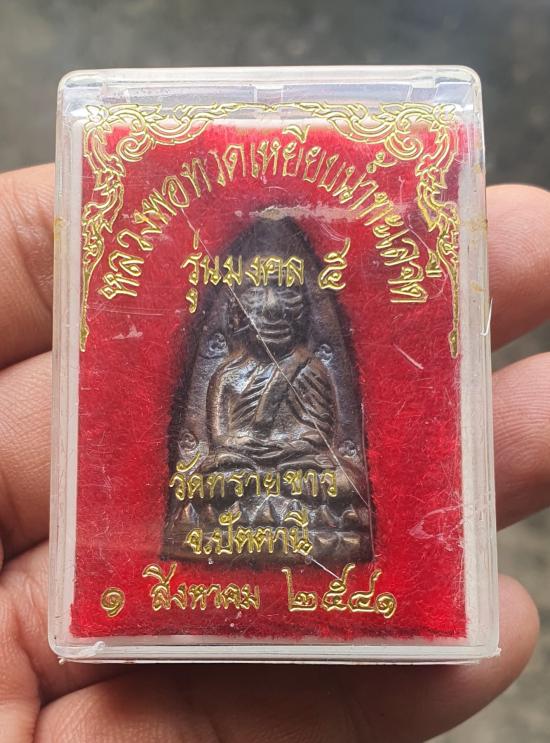 หลวงพ่อทวดเหยียบน้ำทะเลจืด
รุ่นมงคล ๕
วัดทรายขาว
จ.ปัตตานี
๑ สิงหาคม ๒๕๔๑